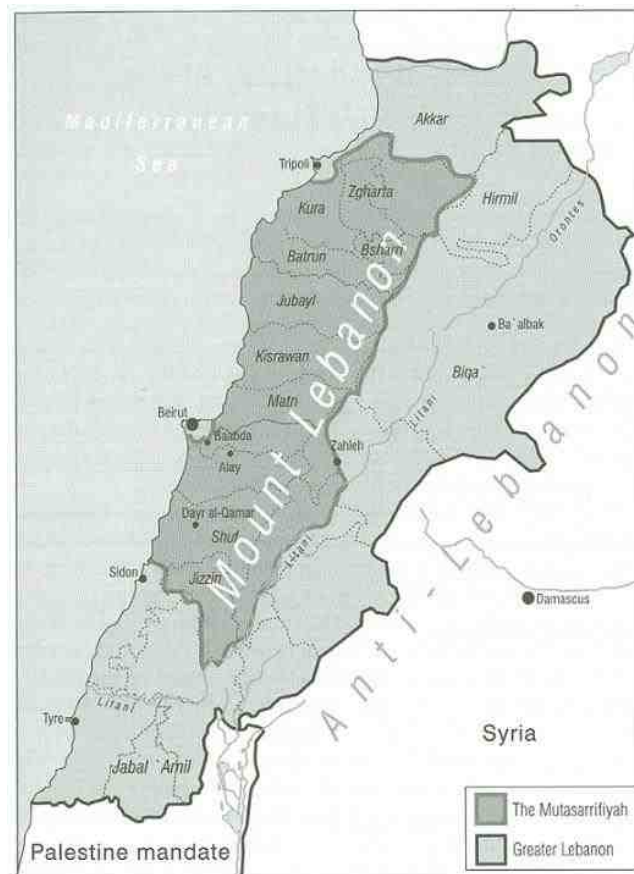 Mediterranean
Sea
Akkar
Tripoli
Zgharta
Hirmil
Kura
Orontes
Batrun
Bsharri
Jubayl
Ba'albak
Kisrawan
Biqa
Matn
Beirut
Baabda
Zahleh
Litani
Alay
Mount Lebanon
Dayr al-Qamar
Shuf
Litani
Sidon
Jizzin
Damascus
Anti-Lebanon
Litani
Tyre
Syria
Jabal Amil
The Mutasarrifiyah
Palestine mandate
Greater Lebanon